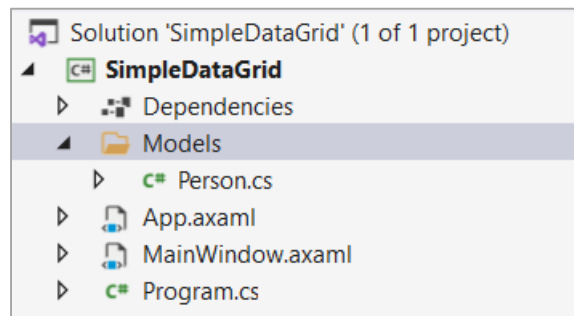 Solution 'SimpleDataGrid' (1 of 1 project)
C# SimpleDataGrid
Dependencies
Models
C# Person.cs
App.axaml
MainWindow.axaml
C# Program.cs